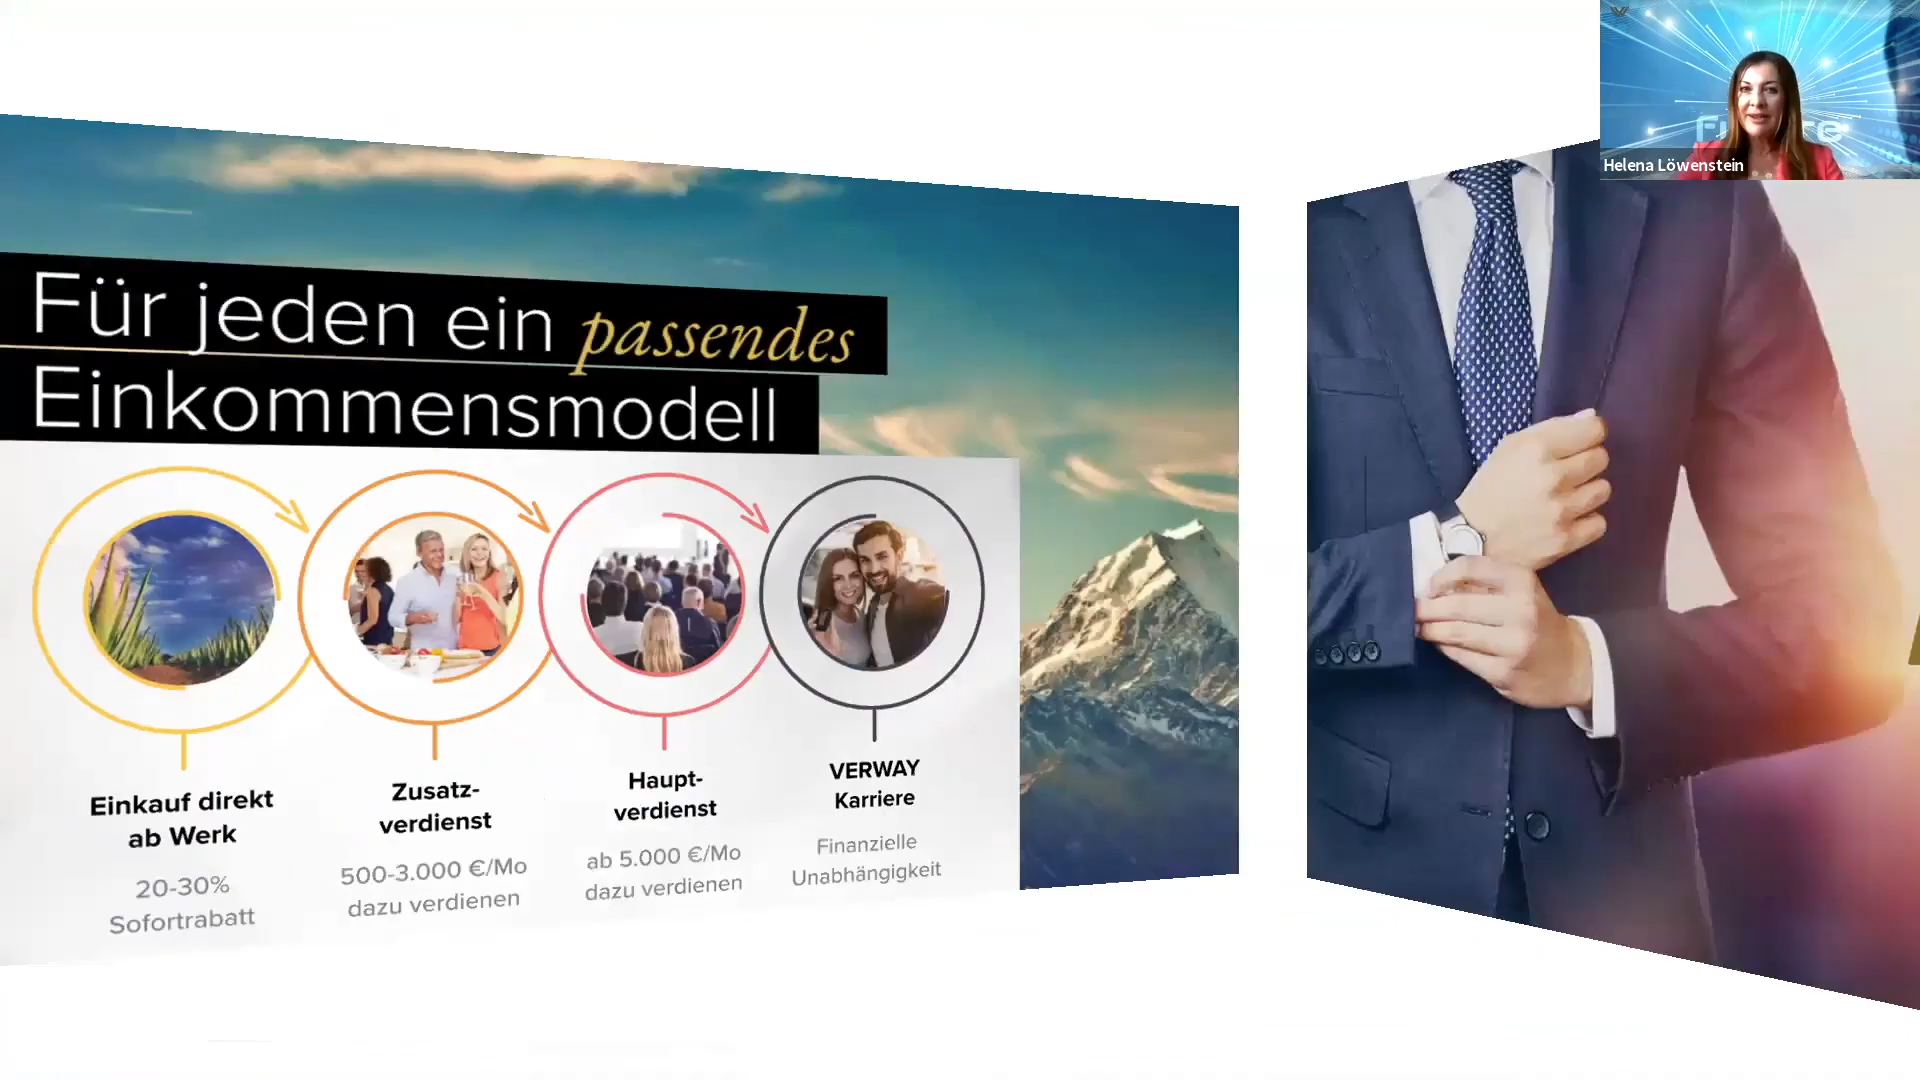 Für jeden ein passendes
Einkommensmodell
Einkauf direkt
ab Werk
20-30%
Sofortrabatt
Zusatz-
verdienst
500-3.000 €/Mo
dazu verdienen
Haupt-
verdienst
ab 5.000 €/Mo
dazu verdienen
VERWAY
Karriere
Finanzielle
Unabhängigkeit
Helena Löwenstein